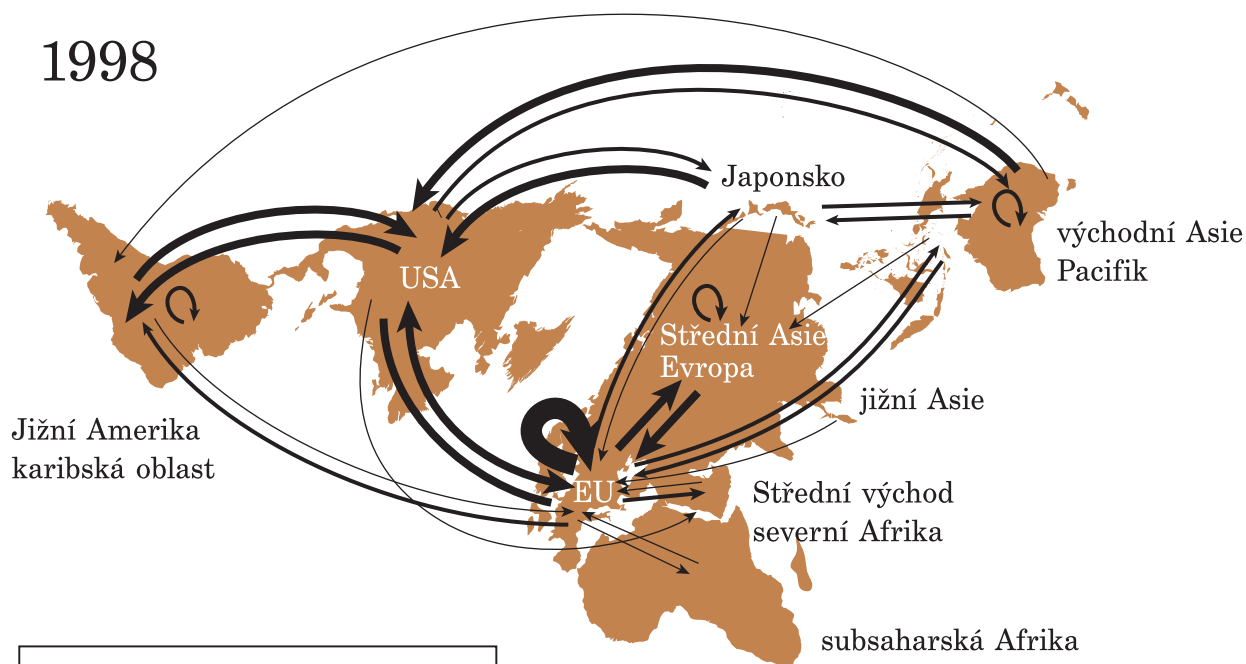 1998
Japonsko
východní Asie
Pacifik
USA
Střední Asie
Evropa
jižní Asie
Jižní Amerika
karibská oblast
EU
Střední východ
severní Afrika
subsaharská Afrika